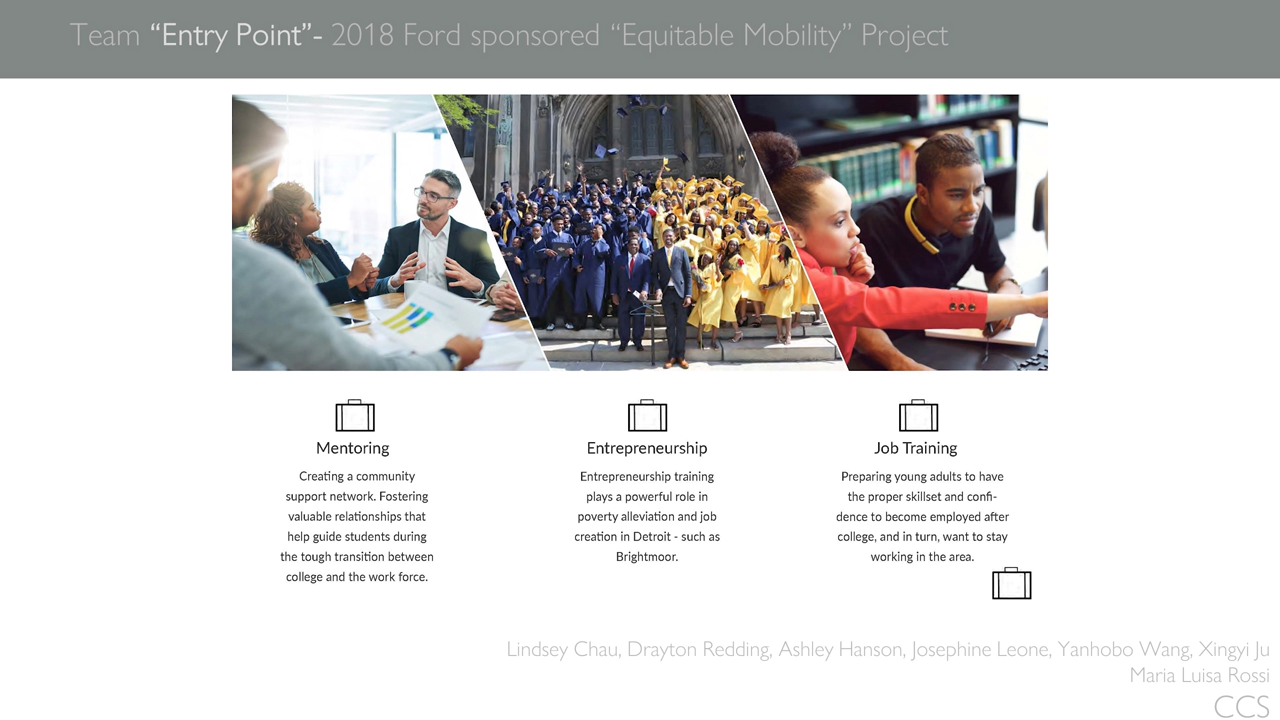 Team “Entry Point”- 2018 Ford sponsored “Equitable Mobility” Project
Mentoring
Creating a community
support network. Fostering
valuable relationships that
help guide students during
the tough transition between
college and the work force.
Entrepreneurship
Entrepreneurship training
plays a powerful role in
poverty alleviation and job
creation in Detroit - such as
Brightmoor.
Job Training
Preparing young adults to have
the proper skillset and confi-
dence to become employed after
college, and in turn, want to stay
working in the area.
Lindsey Chau, Drayton Redding, Ashley Hanson, Josephine Leone, Yanhobo Wang, Xingyi Ju
Maria Luisa Rossi
CCS